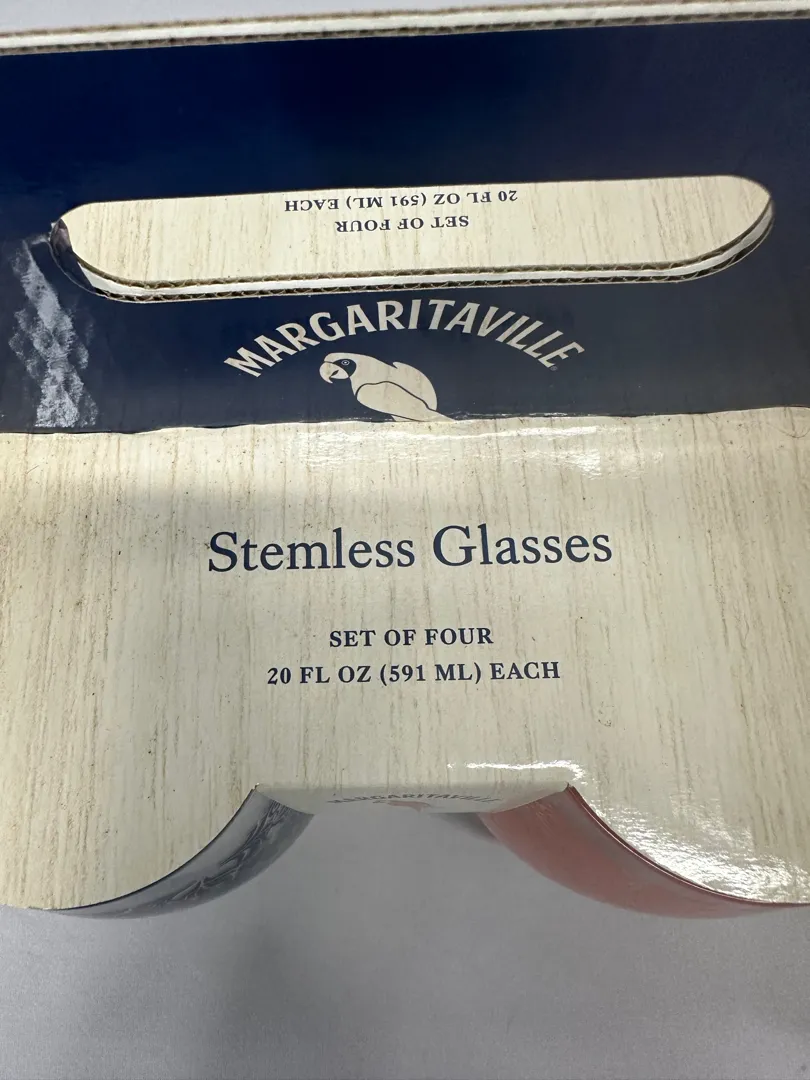 20 FL OZ (591 ML) EACH
SET OF FOUR
MARGARITAVILLE
Stemless Glasses
SET OF FOUR
20 FL OZ (591 ML) EACH
MARGARITAVILLE